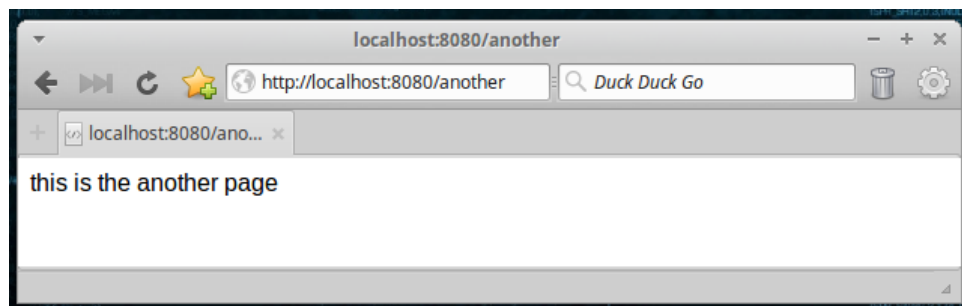 localhost:8080/another
http://localhost:8080/another
Duck Duck Go
localhost:8080/ano...
this is the another page